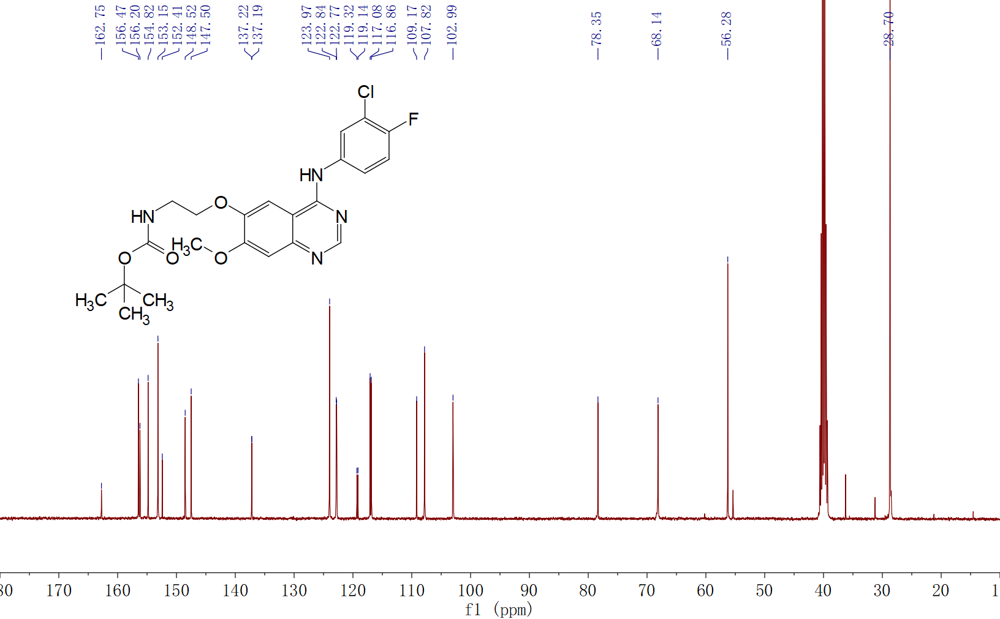 162.75
156.47
156.20
154.82
153.15
152.41
148.52
147.50
137.22
137.19
123.97
122.84
122.77
119.32
119.14
117.08
116.86
109.17
107.82
102.99
78.35
68.14
56.28
28.70
Cl
F
HN
O
HN
N
H3C
O
O
O
N
H3C
CH3
CH3
80 170 160 150 140 130 120 110 100 90 80 70 60 50 40 30 20 1
f1 (ppm)